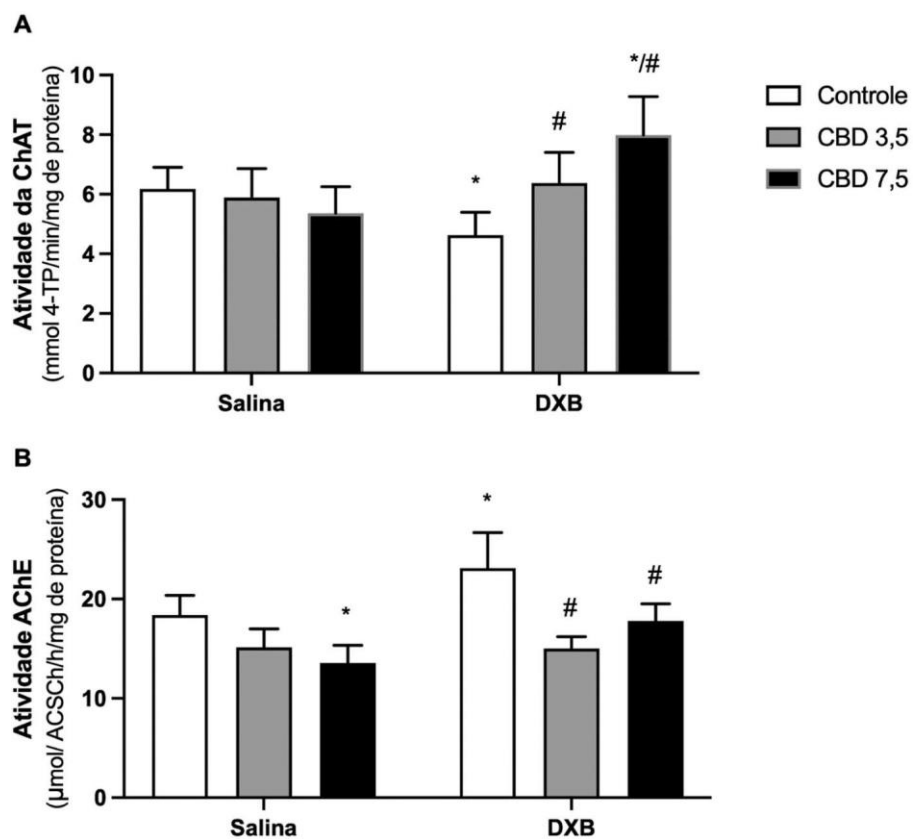 A
Atividade da ChAT
(mmol 4-TP/min/mg de proteína)
10
8
6
4
2
0
*
#
*/#
Salina
DXB
Controle
CBD 3,5
CBD 7,5
B
Atividade AChE
(µmol/ ACSCh/h/mg de proteína)
30
20
10
0
*
*
#
#
Salina
DXB